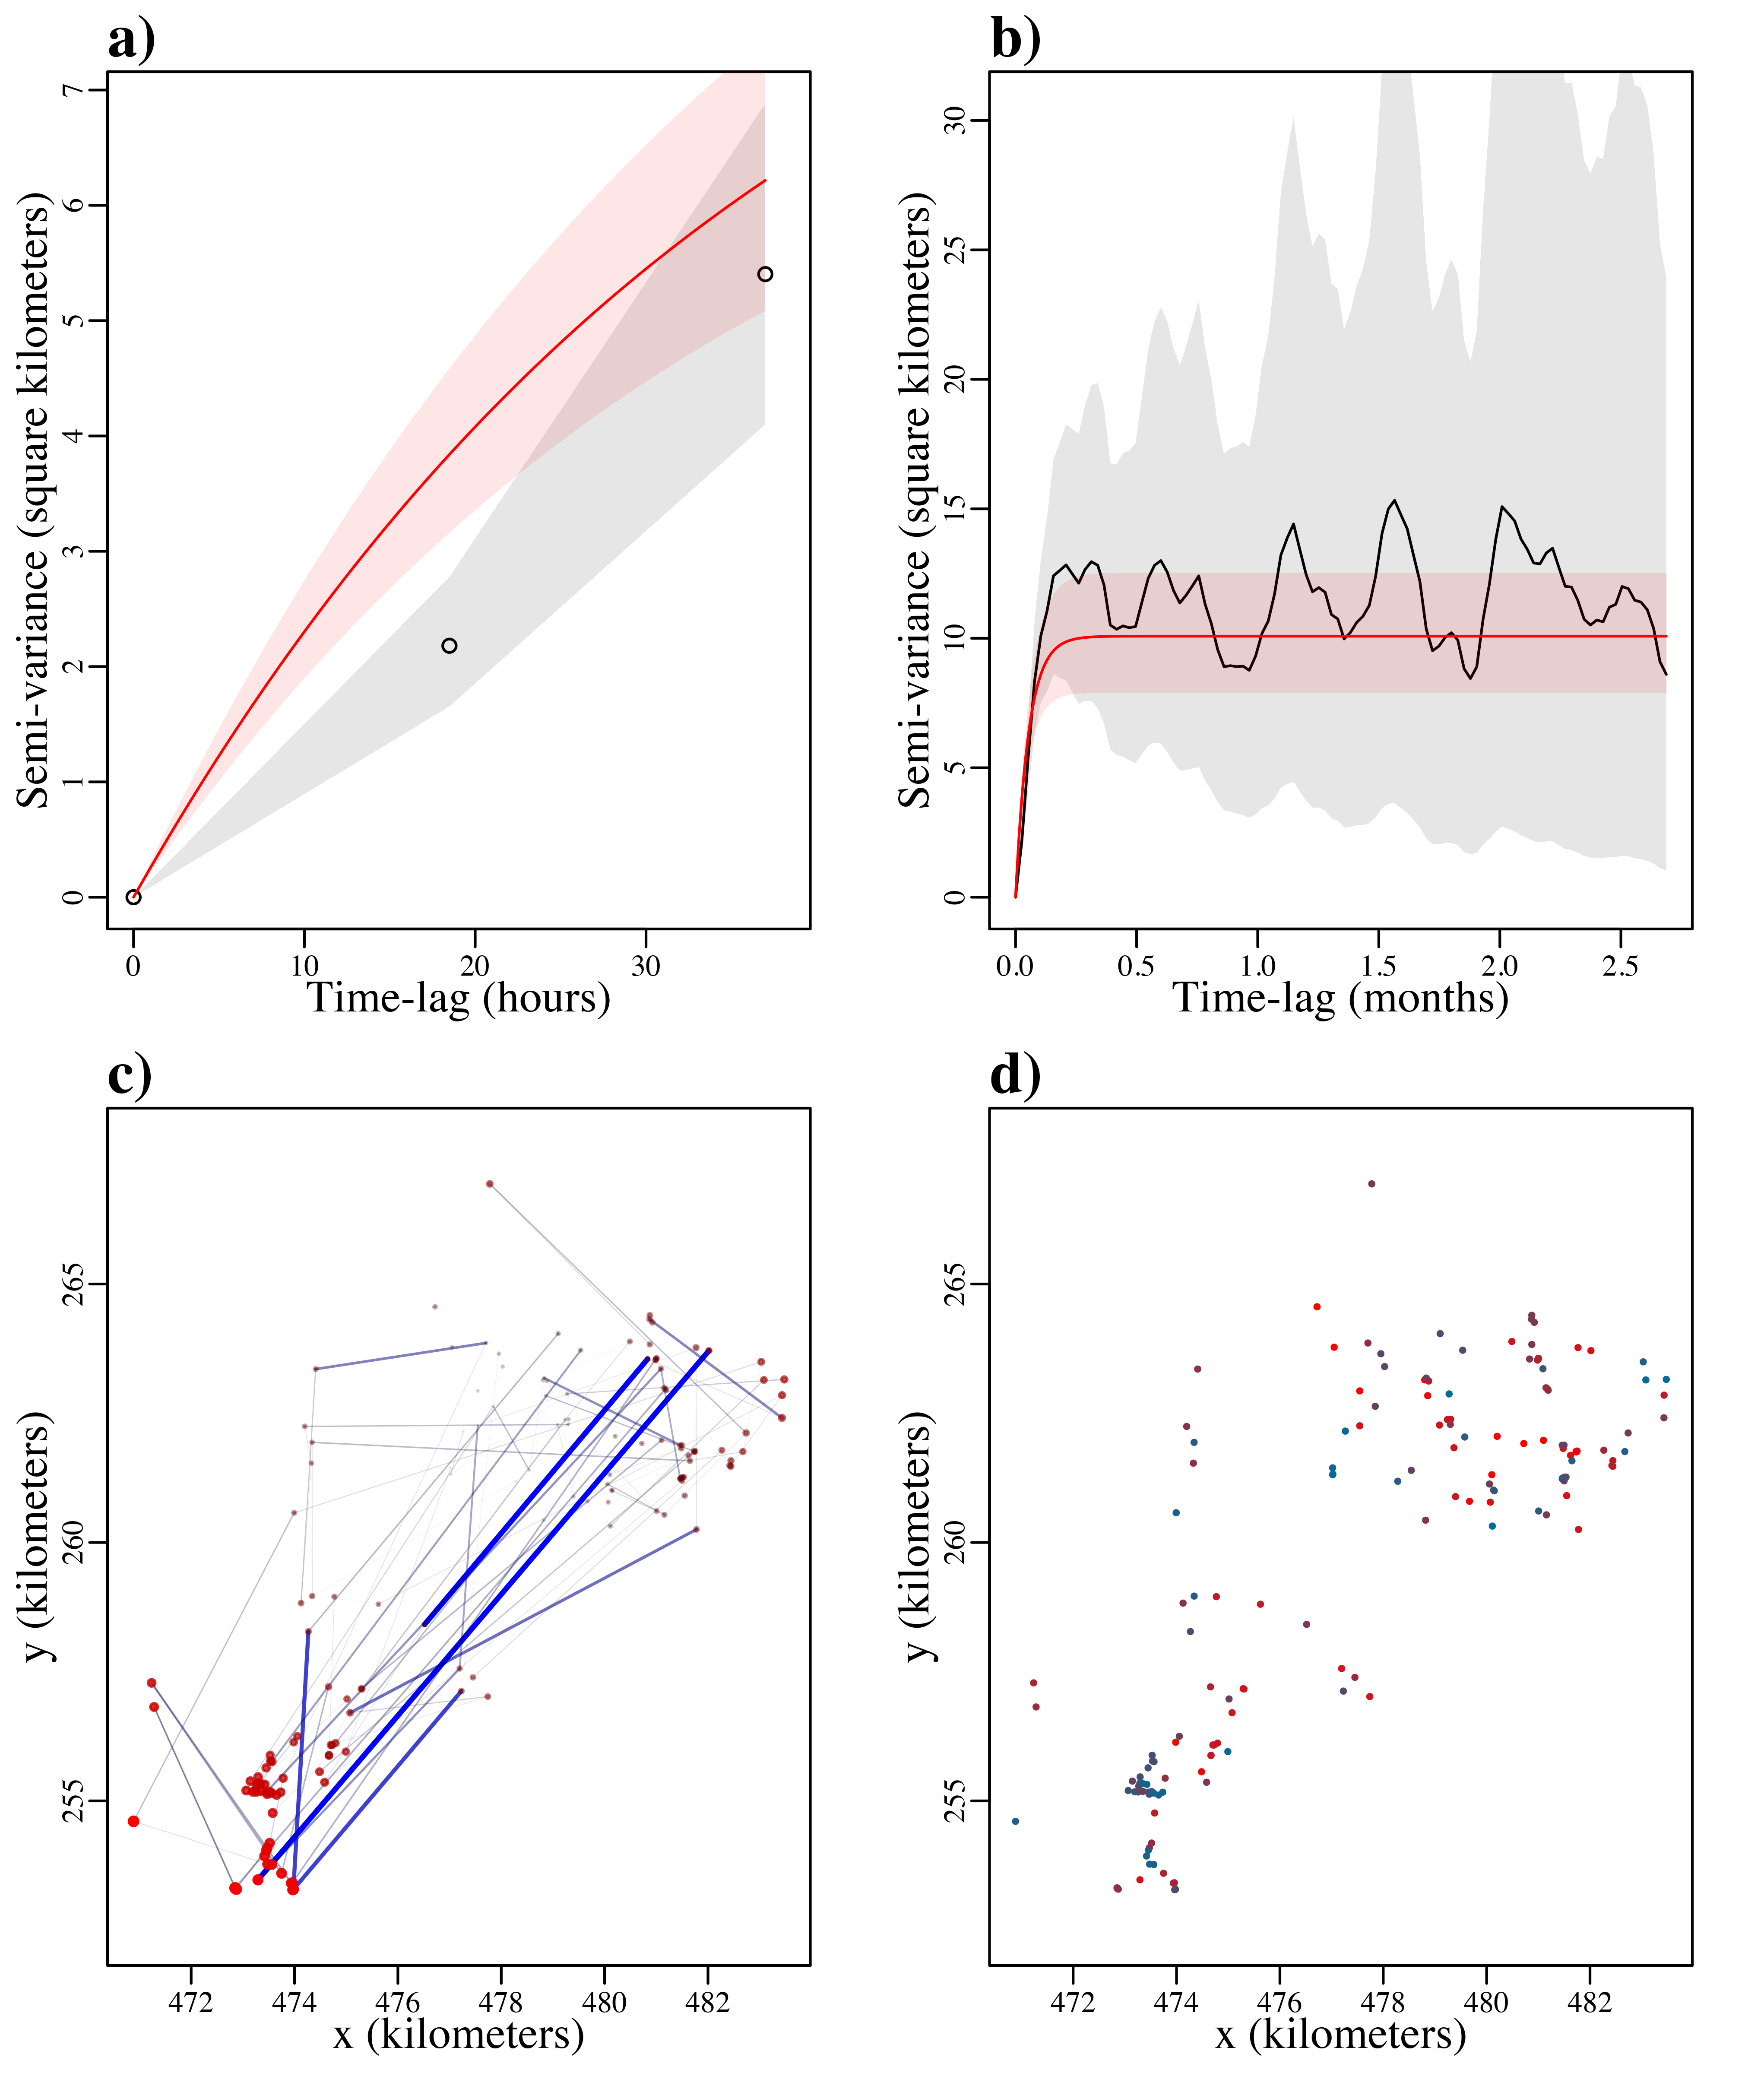 a)
7
6
5
4
3
2
1
0
Semi-variance (square kilometers)
0 10 20 30
Time-lag (hours)
b)
30
25
20
15
10
5
0
Semi-variance (square kilometers)
0.0 0.5 1.0 1.5 2.0 2.5
Time-lag (months)
c)
265
260
255
y (kilometers)
472 474 476 478 480 482
x (kilometers)
d)
265
260
255
y (kilometers)
472 474 476 478 480 482
x (kilometers)